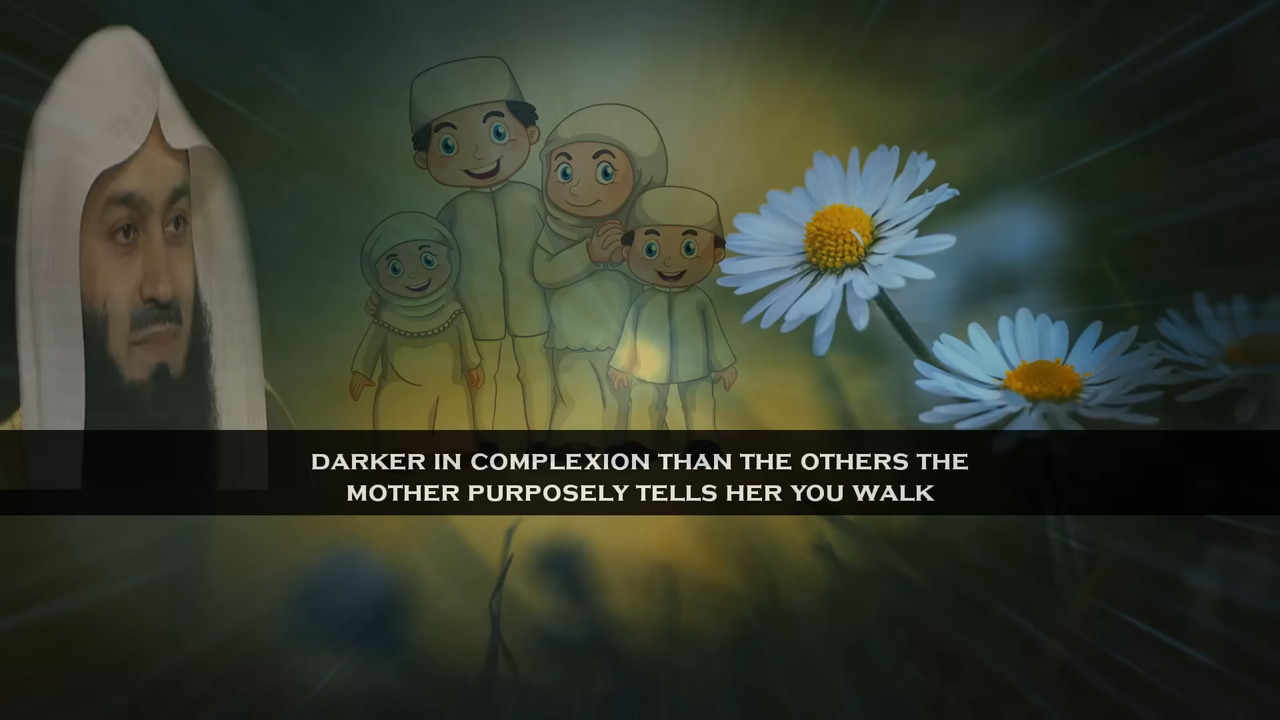 DARKER IN COMPLEXION THAN THE OTHERS THE
MOTHER PURPOSELY TELLS HER YOU WALK